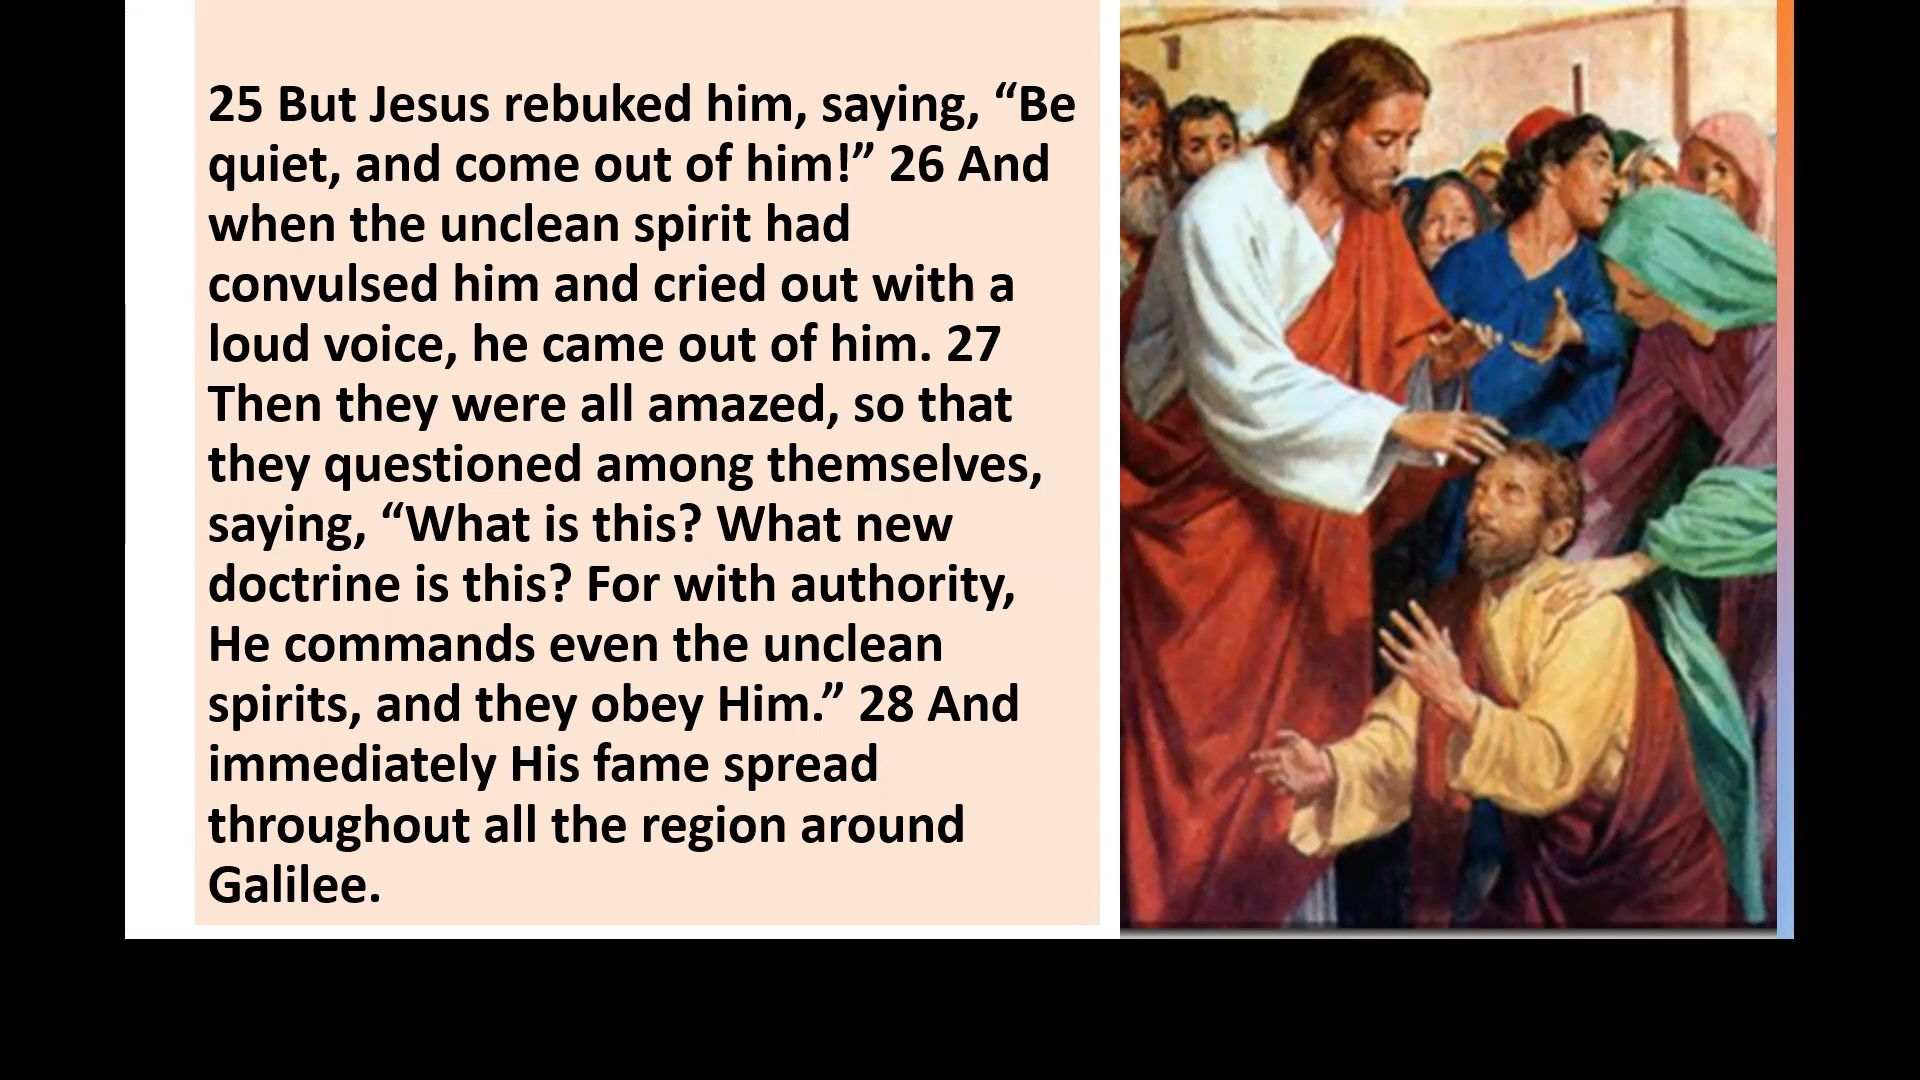 25 But Jesus rebuked him, saying, “Be
quiet, and come out of him!” 26 And
when the unclean spirit had
convulsed him and cried out with a
loud voice, he came out of him. 27
Then they were all amazed, so that
they questioned among themselves,
saying, “What is this? What new
doctrine is this? For with authority,
He commands even the unclean
spirits, and they obey Him.” 28 And
immediately His fame spread
throughout all the region around
Galilee.